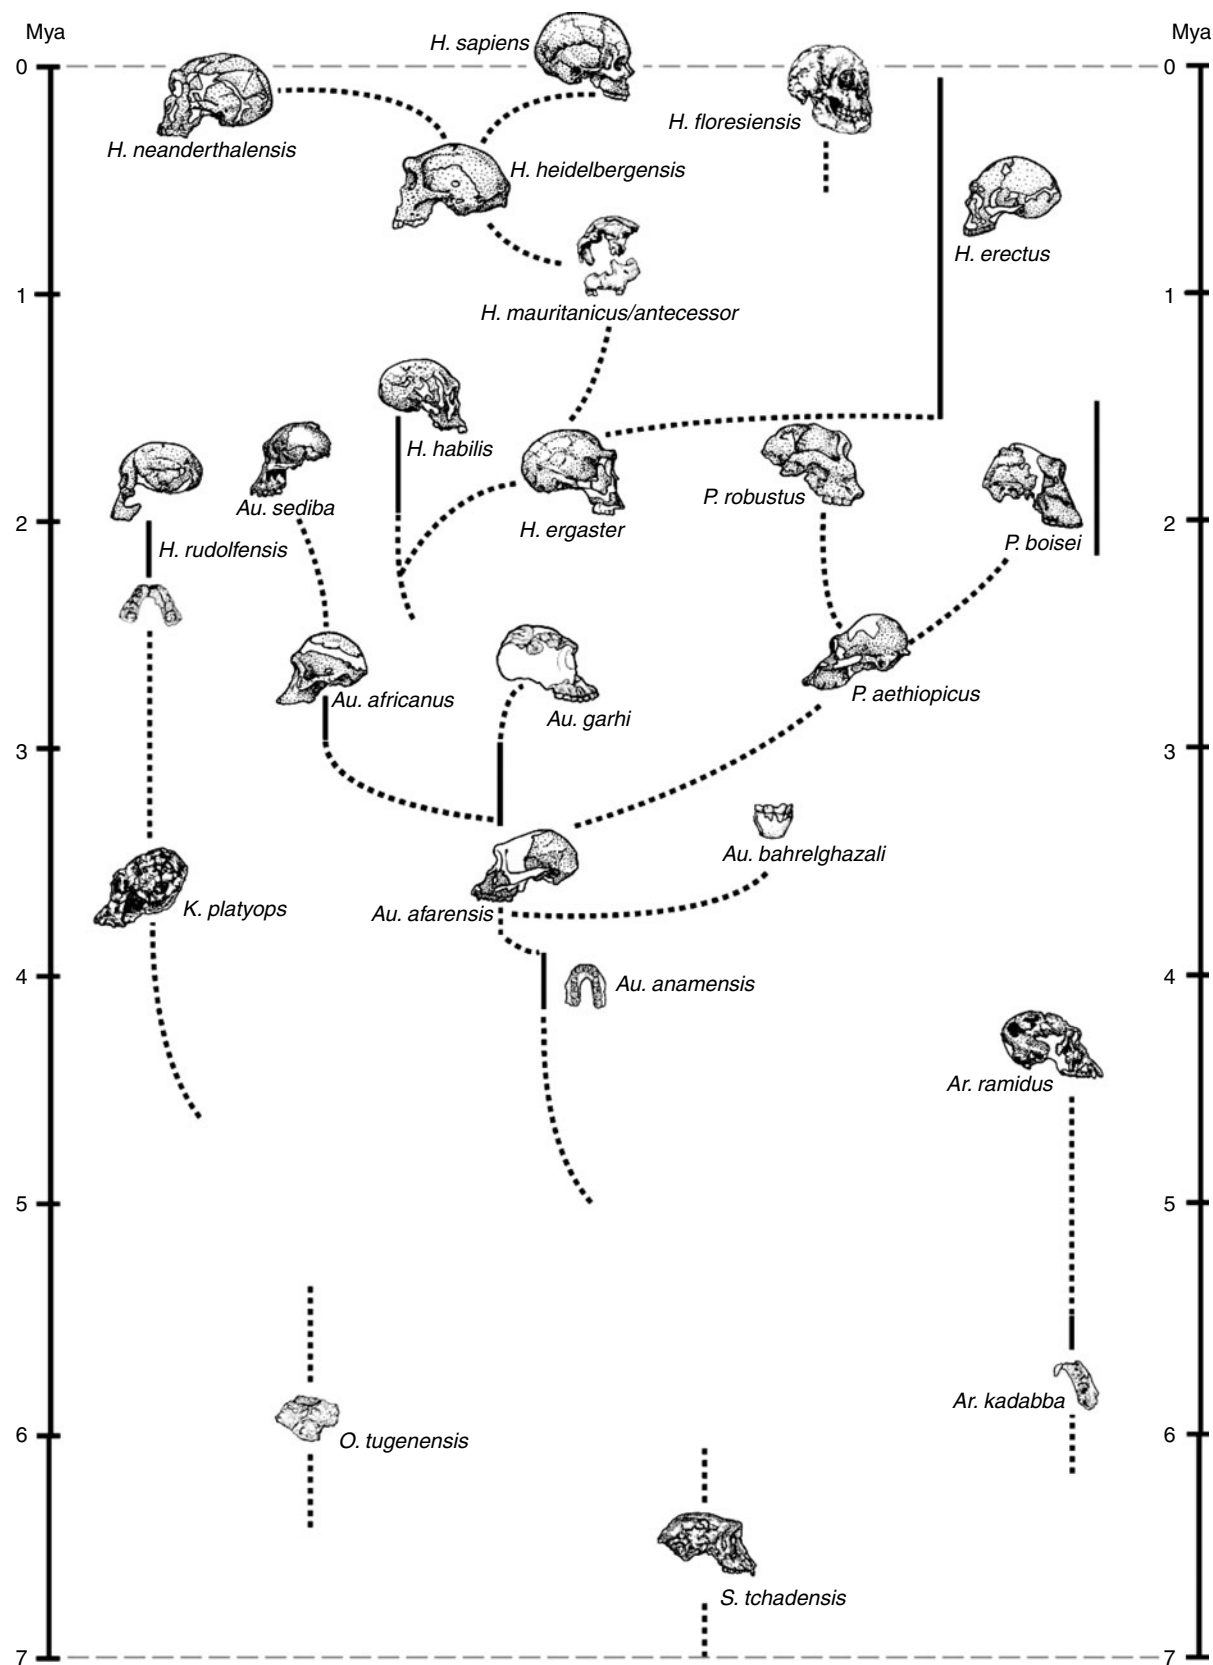 Mya
Mya
H. sapiens
0
0
H. floresiensis
H. neanderthalensis
H. heidelbergensis
H. erectus
1
1
H. mauritanicus/antecessor
H. habilis
P. robustus
Au. sediba
2
2
H. ergaster
P. boisei
H. rudolfensis
P. aethiopicus
Au. africanus
Au. garhi
3
3
Au. bahrelghazali
K. platyops
Au. afarensis
4
4
Au. anamensis
Ar. ramidus
5
5
Ar. kadabba
6
6
O. tugenensis
S. tchadensis
7
7